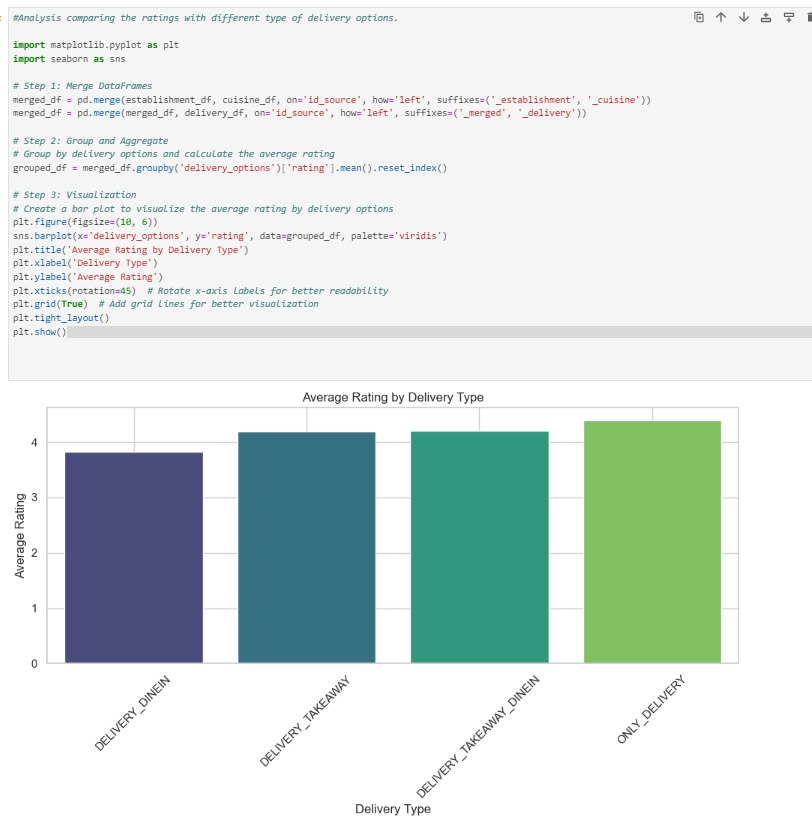 #Analysis comparing the ratings with different type of delivery options.
import matplotlib.pyplot as plt
import seaborn as sns
# Step 1: Merge DataFrames
merged_df = pd.merge(establishment_df, cuisine_df, on='id_source', how='left', suffixes=('_establishment', '_cuisine'))
merged_df = pd.merge(merged_df, delivery_df, on='id_source', how='left', suffixes=('_merged', '_delivery'))
# Step 2: Group and Aggregate
# Group by delivery options and calculate the average rating
grouped_df = merged_df.groupby('delivery_options')['rating'].mean().reset_index()
# Step 3: Visualization
# Create a bar plot to visualize the average rating by delivery options
plt.figure(figsize=(10, 6))
sns.barplot(x='delivery_options', y='rating', data=grouped_df, palette='viridis')
plt.title('Average Rating by Delivery Type')
plt.xlabel('Delivery Type')
plt.ylabel('Average Rating')
plt.xticks(rotation=45)  # Rotate x-axis labels for better readability
plt.grid(True)  # Add grid lines for better visualization
plt.tight_layout()
plt.show()
Average Rating by Delivery Type
Average Rating
4
3
2
1
0
DELIVERY_DINEIN
DELIVERY_TAKEAWAY
DELIVERY_TAKEAWAY_DINEIN
ONLY_DELIVERY
Delivery Type